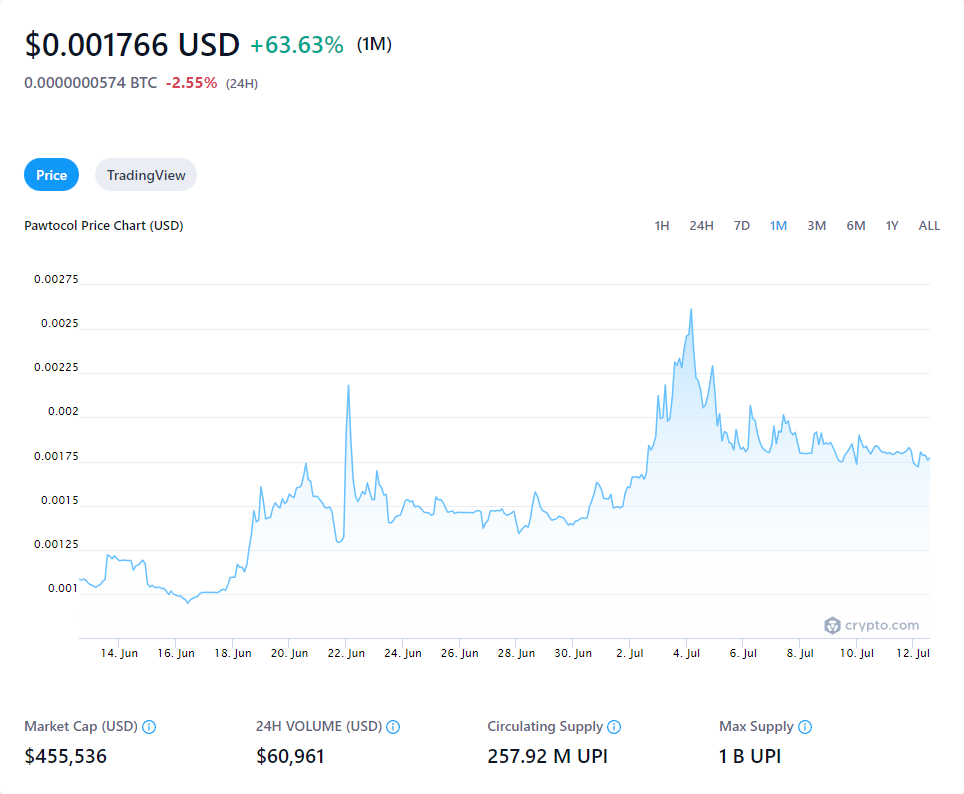 $0.001766 USD +63.63% (1M)
0.0000000574 BTC -2.55% (24H)
Price TradingView
Pawtocol Price Chart (USD) 1H 24H 7D 1M 3M 6M 1Y ALL
0.00275
0.0025
0.00225
0.002
0.00175
0.0015
0.00125
0.001
crypto.com
14. Jun 16. Jun 18. Jun 20. Jun 22. Jun 24. Jun 26. Jun 28. Jun 30. Jun 2. Jul 4. Jul 6. Jul 8. Jul 10. Jul 12. Jul
Market Cap (USD) 24H VOLUME (USD) Circulating Supply Max Supply
$455,536 $60,961 257.92 M UPI 1 B UPI